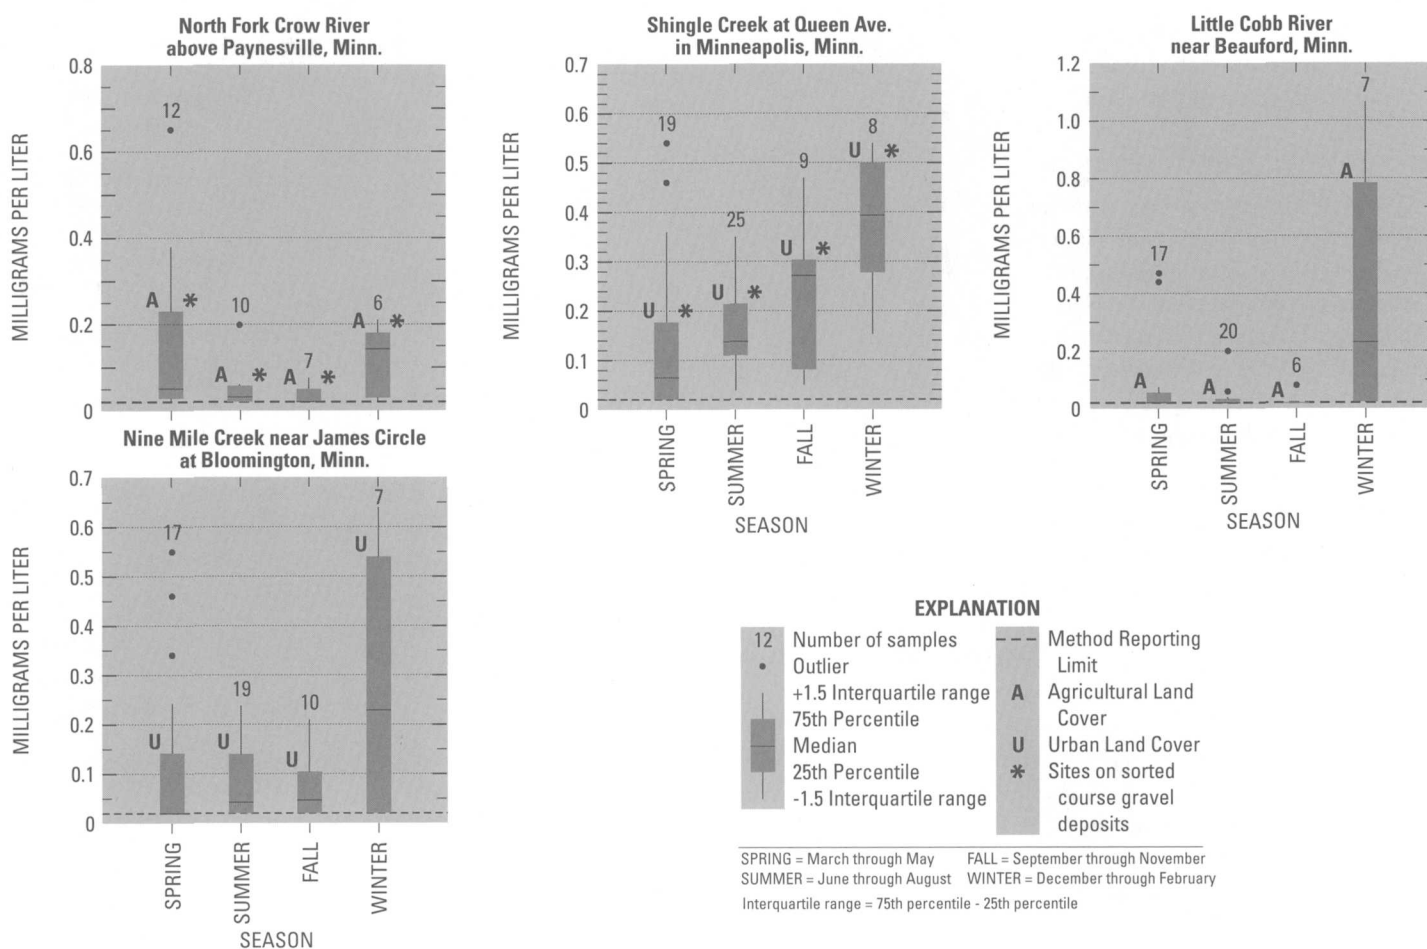 North Fork Crow River
above Paynesville, Minn.
MILLIGRAMS PER LITER
0.8
0.6
0.4
0.2
0
12
A *
10
A *
7
A *
6
A *
Shingle Creek at Queen Ave.
in Minneapolis, Minn.
MILLIGRAMS PER LITER
0.7
0.6
0.5
0.4
0.3
0.2
0.1
0
19
U *
25
U *
9
U *
8
U *
SPRING
SUMMER
FALL
WINTER
SEASON
Little Cobb River
near Beauford, Minn.
MILLIGRAMS PER LITER
1.2
1.0
0.8
0.6
0.4
0.2
0
17
A
20
A
6
A
7
A
SPRING
SUMMER
FALL
WINTER
SEASON
Nine Mile Creek near James Circle
at Bloomington, Minn.
MILLIGRAMS PER LITER
0.7
0.6
0.5
0.4
0.3
0.2
0.1
0
17
U
19
U
10
U
7
U
SPRING
SUMMER
FALL
WINTER
SEASON
EXPLANATION
12 Number of samples
• Outlier
+1.5 Interquartile range
75th Percentile
Median
25th Percentile
-1.5 Interquartile range
Method Reporting
Limit
A Agricultural Land
Cover
U Urban Land Cover
* Sites on sorted
course gravel
deposits
SPRING = March through May FALL = September through November
SUMMER = June through August WINTER = December through February
Interquartile range = 75th percentile - 25th percentile